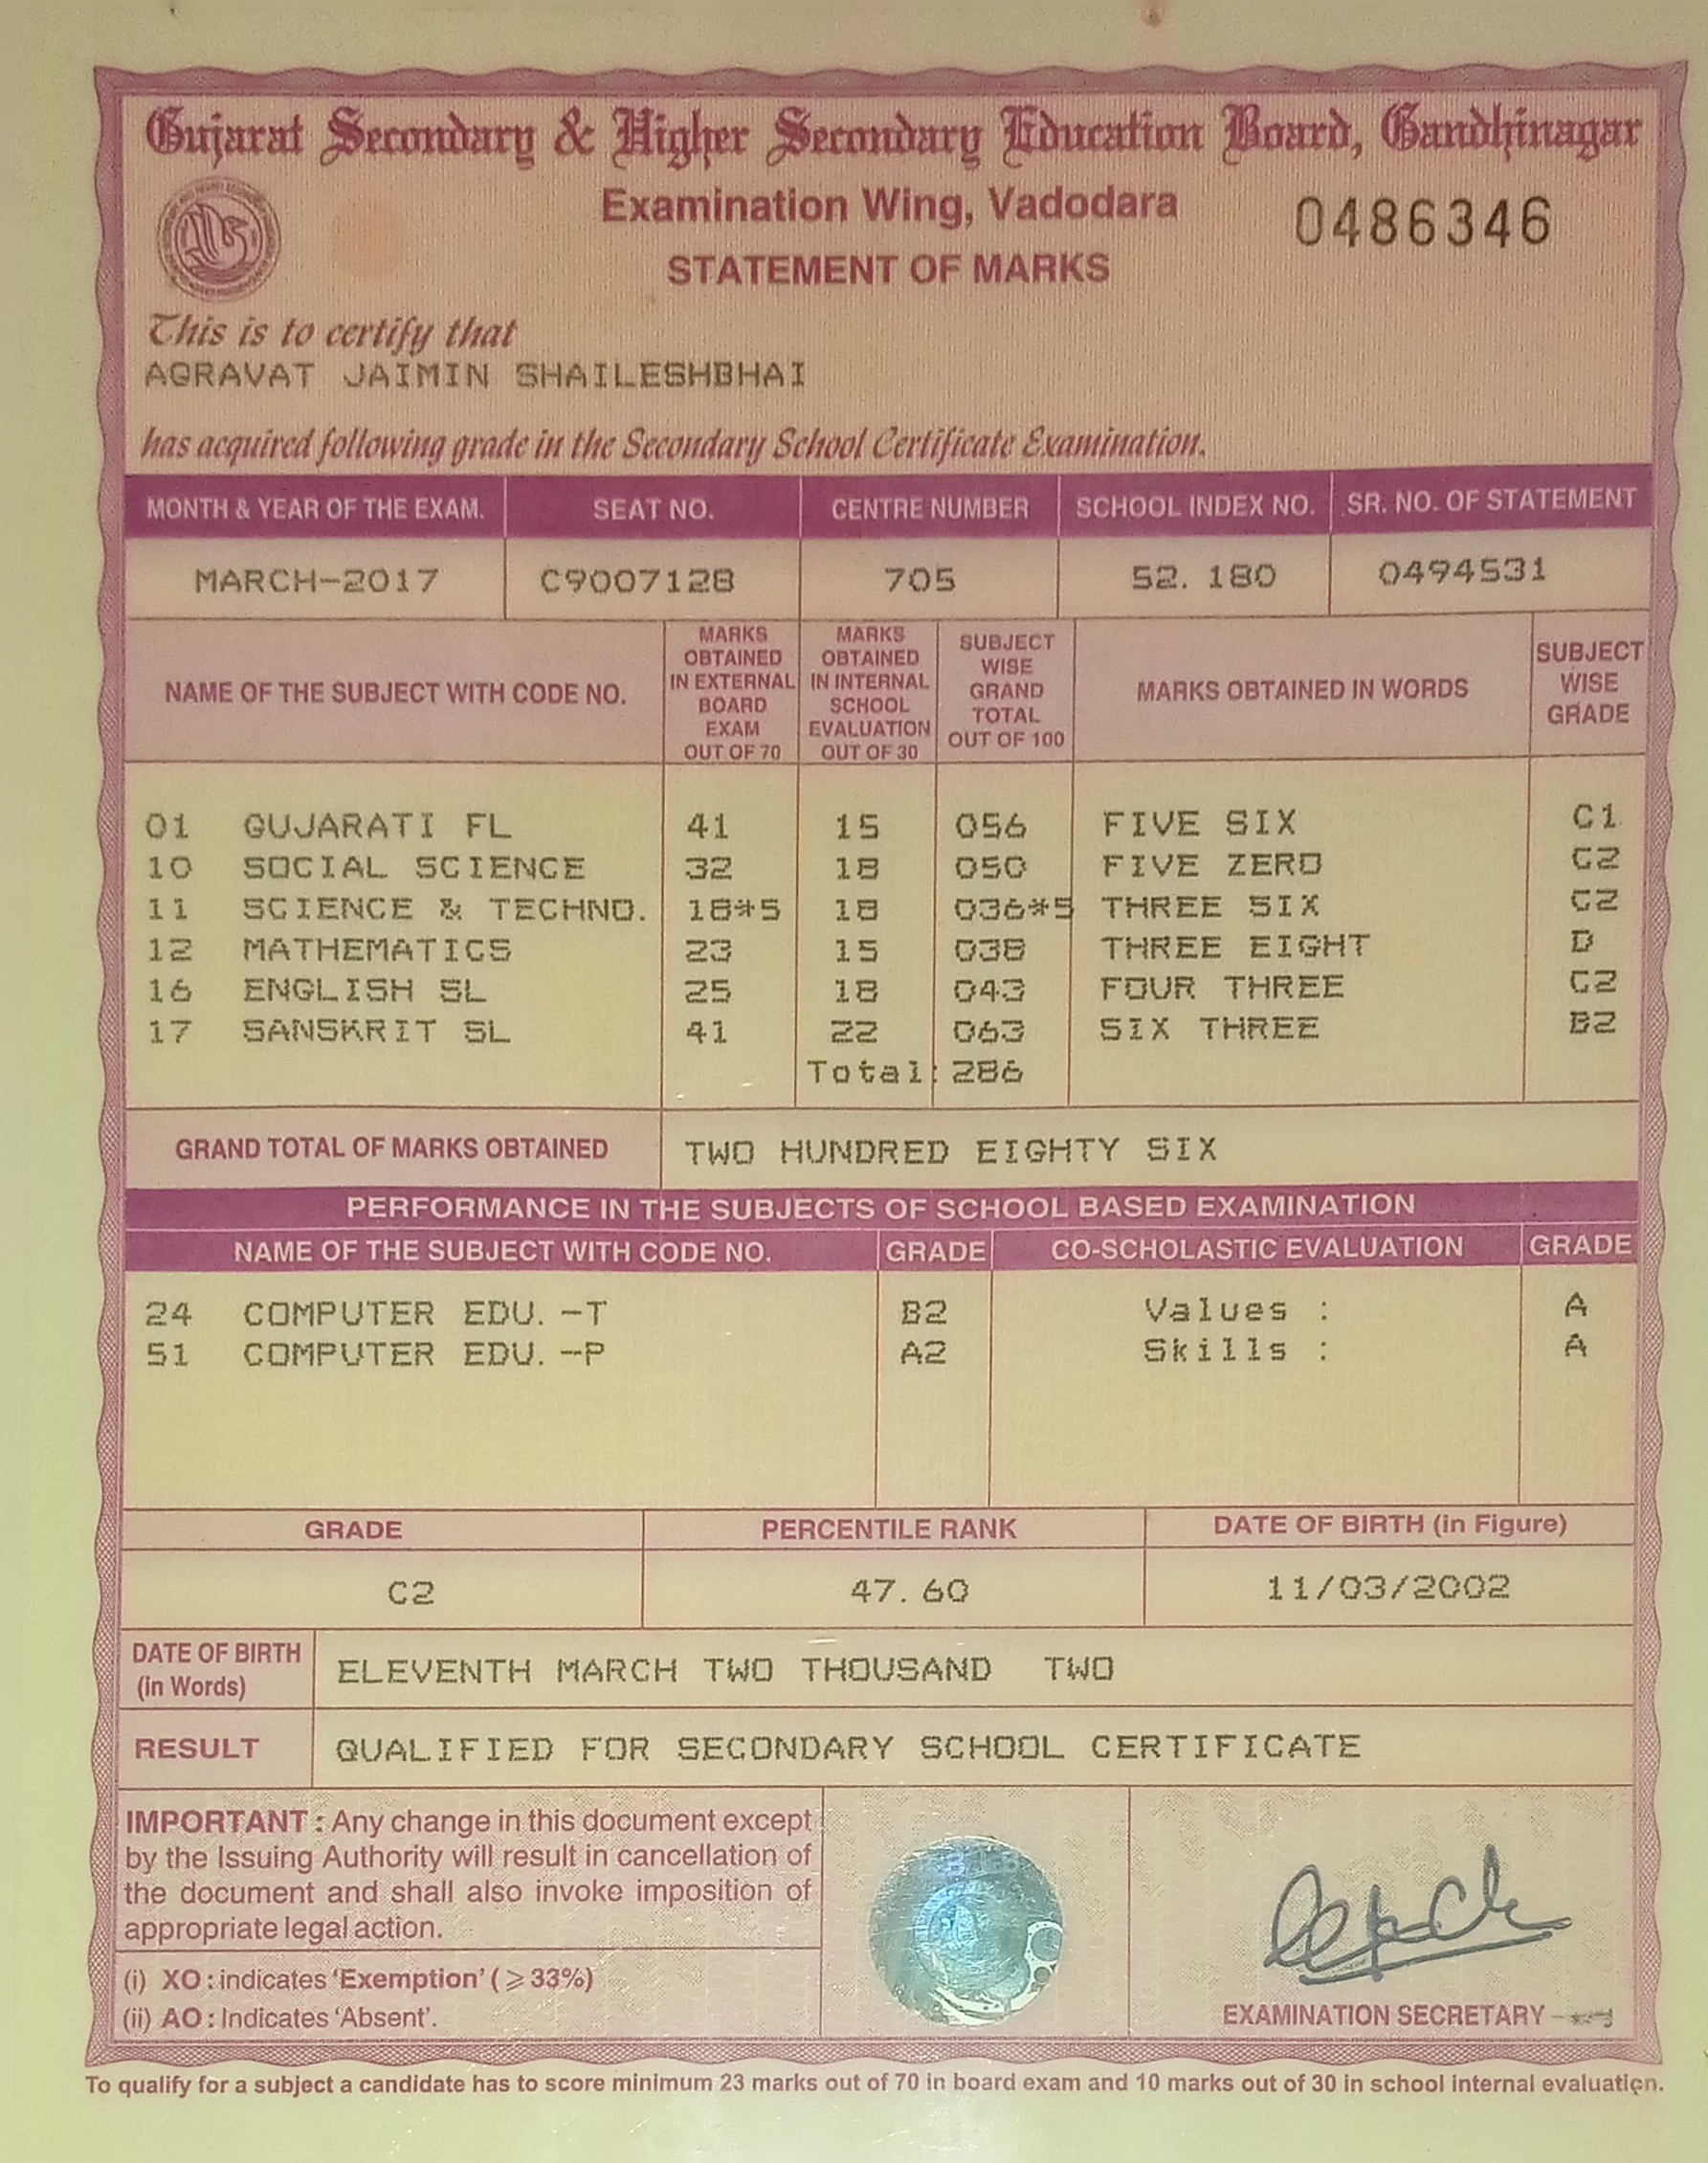 Gujarat Secondary & Higher Secondary Education Board, Gandhinagar
Examination Wing, Vadodara
0486346
STATEMENT OF MARKS
This is to certify that
AGRAVAT JAIMIN SHAILESHBHAI
has acquired following grade in the Secondary School Certificate Examination.
MONTH & YEAR OF THE EXAM. SEAT NO. CENTRE NUMBER SCHOOL INDEX NO. SR. NO. OF STATEMENT
MARCH-2017 C9007128 705 52. 180 0494531
NAME OF THE SUBJECT WITH CODE NO. MARKS OBTAINED IN EXTERNAL BOARD EXAM OUT OF 70 MARKS OBTAINED IN INTERNAL SCHOOL EVALUATION OUT OF 30 SUBJECT WISE GRAND TOTAL OUT OF 100 MARKS OBTAINED IN WORDS SUBJECT WISE GRADE
01 GUJARATI FL 41 15 056 FIVE SIX C1
10 SOCIAL SCIENCE 32 18 050 FIVE ZERO C2
11 SCIENCE & TECHNO. 18*5 18 036*5 THREE SIX C2
12 MATHEMATICS 23 15 038 THREE EIGHT D
16 ENGLISH SL 25 18 043 FOUR THREE C2
17 SANSKRIT SL 41 22 063 SIX THREE B2
Total: 286
GRAND TOTAL OF MARKS OBTAINED TWO HUNDRED EIGHTY SIX
PERFORMANCE IN THE SUBJECTS OF SCHOOL BASED EXAMINATION
NAME OF THE SUBJECT WITH CODE NO. GRADE CO-SCHOLASTIC EVALUATION GRADE
24 COMPUTER EDU. -T B2 Values : A
51 COMPUTER EDU. -P A2 Skills : A
GRADE PERCENTILE RANK DATE OF BIRTH (in Figure)
C2 47. 60 11/03/2002
DATE OF BIRTH (in Words) ELEVENTH MARCH TWO THOUSAND TWO
RESULT QUALIFIED FOR SECONDARY SCHOOL CERTIFICATE
IMPORTANT : Any change in this document except
by the Issuing Authority will result in cancellation of
the document and shall also invoke imposition of
appropriate legal action.
(i) XO : indicates 'Exemption' (⩾ 33%)
(ii) AO : Indicates 'Absent'.
EXAMINATION SECRETARY
To qualify for a subject a candidate has to score minimum 23 marks out of 70 in board exam and 10 marks out of 30 in school internal evaluation.